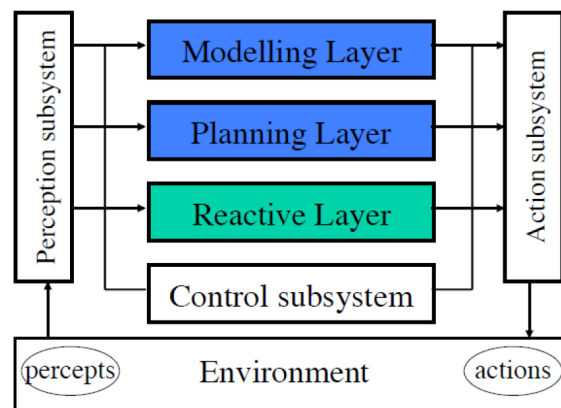 Perception subsystem
Modelling Layer
Planning Layer
Reactive Layer
Control subsystem
Action subsystem
percepts
Environment
actions